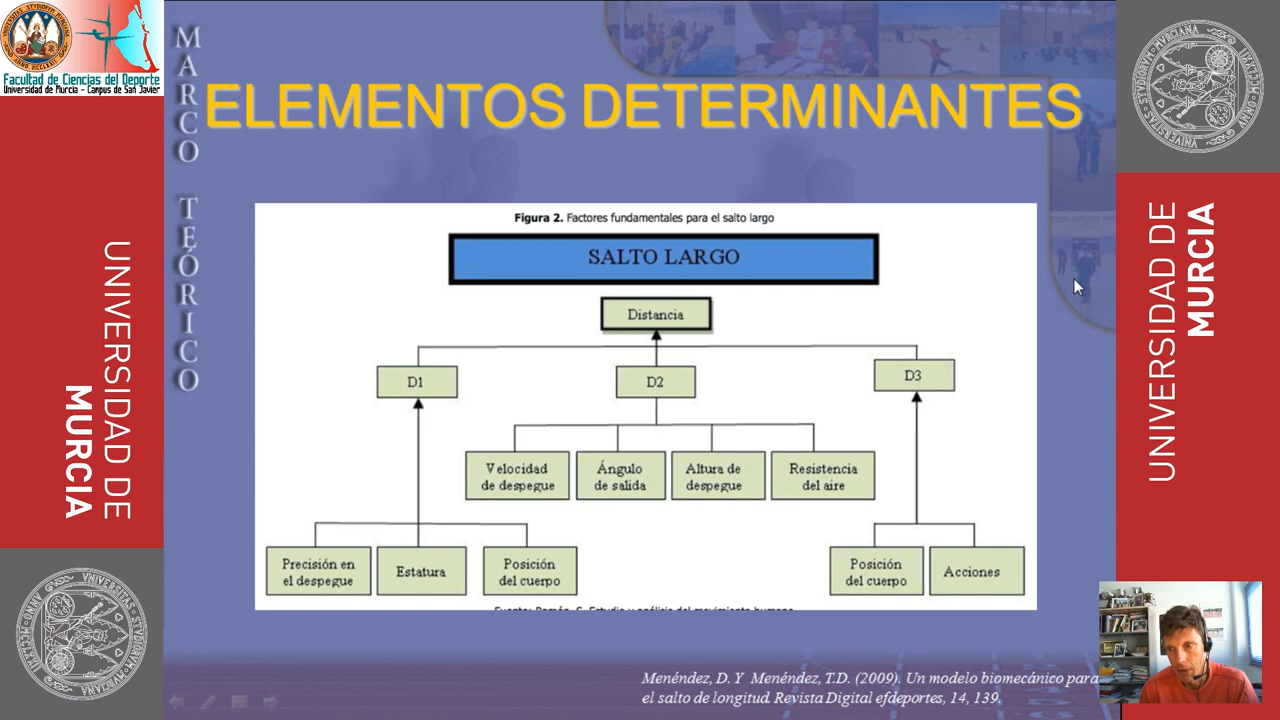 Facultad de Ciencias del Deporte
Universidad de Murcia - Campus de San Javier
MARCO TEÓRICO
ELEMENTOS DETERMINANTES
Figura 2. Factores fundamentales para el salto largo
SALTO LARGO
Distancia
D1
D2
D3
Velocidad
de despegue
Ángulo
de salida
Altura de
despegue
Resistencia
del aire
Precisión en
el despegue
Estatura
Posición
del cuerpo
Posición
del cuerpo
Acciones
Menéndez, D. Y Menéndez, T.D. (2009). Un modelo biomecánico para
el salto de longitud. Revista Digital efdeportes, 14, 139.
UNIVERSIDAD DE
MURCIA
UNIVERSIDAD DE
MURCIA